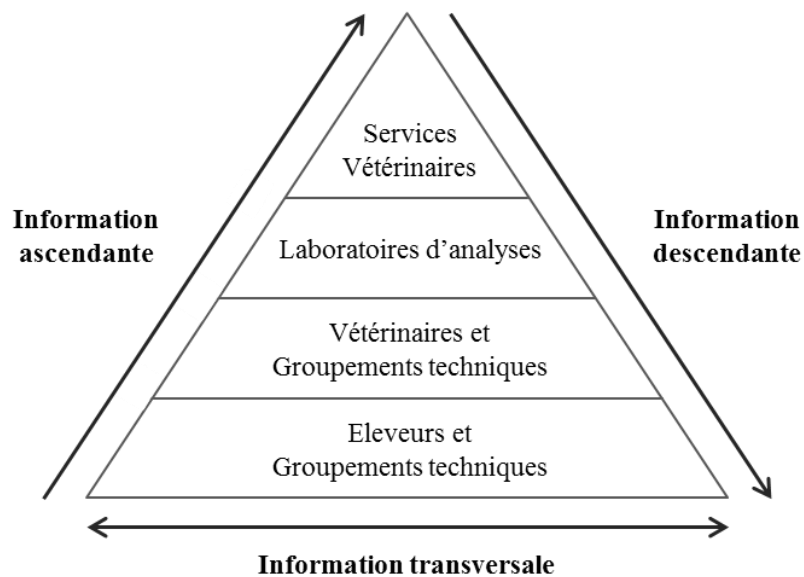 Services
Vétérinaires
Information
ascendante
Information
descendante
Laboratoires d’analyses
Vétérinaires et
Groupements techniques
Eleveurs et
Groupements techniques
Information transversale